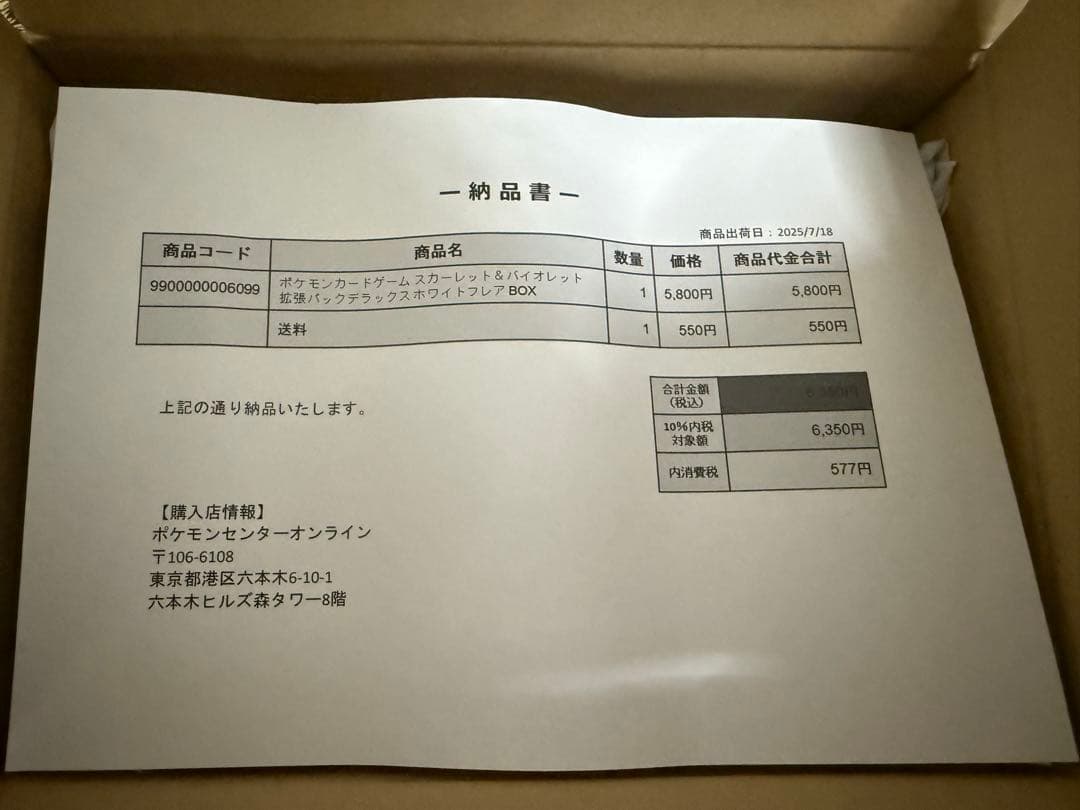 ー納品書ー
商品出荷日：2025/7/18
商品コード 商品名 数量 価格 商品代金合計
9900000006099 ポケモンカードゲーム スカーレット＆バイオレット
拡張パックデラックスホワイトフレアBOX 1 5,800円 5,800円
送料 1 550円 550円
合計金額
(税込) 6,350円
10%内税
対象額 6,350円
内消費税 577円
上記の通り納品いたします。
【購入店情報】
ポケモンセンターオンライン
〒106-6108
東京都港区六本木6-10-1
六本木ヒルズ森タワー8階